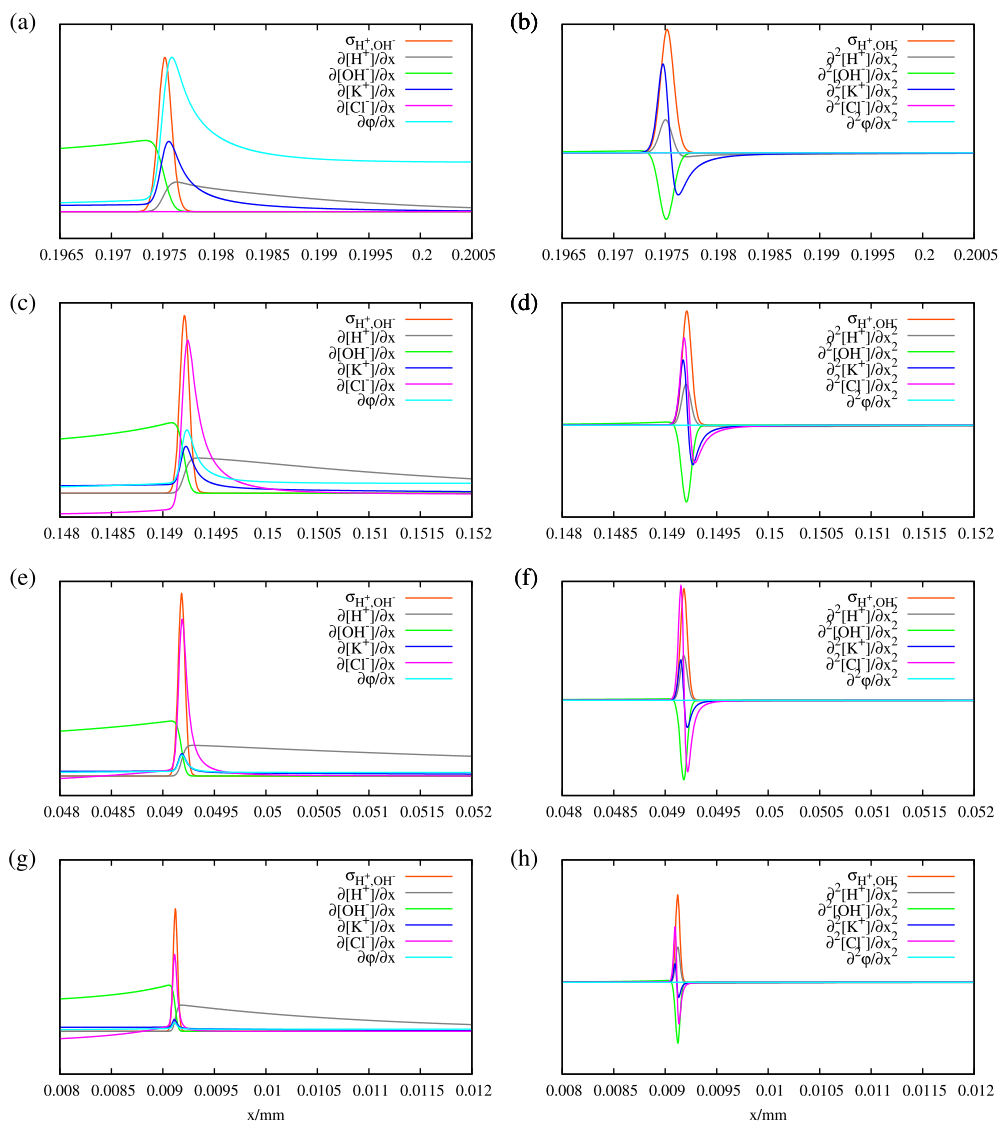 (a)
σH⁺,OH⁻
∂[H⁺]/∂x
∂[OH⁻]/∂x
∂[K⁺]/∂x
∂[Cl⁻]/∂x
∂φ/∂x
0.1965 0.197 0.1975 0.198 0.1985 0.199 0.1995 0.2 0.2005
(b)
σH⁺,OH⁻
∂²[H⁺]/∂x²
∂²[OH⁻]/∂x²
∂²[K⁺]/∂x²
∂²[Cl⁻]/∂x²
∂²φ/∂x²
0.1965 0.197 0.1975 0.198 0.1985 0.199 0.1995 0.2 0.2005
(c)
σH⁺,OH⁻
∂[H⁺]/∂x
∂[OH⁻]/∂x
∂[K⁺]/∂x
∂[Cl⁻]/∂x
∂φ/∂x
0.148 0.1485 0.149 0.1495 0.15 0.1505 0.151 0.1515 0.152
(d)
σH⁺,OH⁻
∂²[H⁺]/∂x²
∂²[OH⁻]/∂x²
∂²[K⁺]/∂x²
∂²[Cl⁻]/∂x²
∂²φ/∂x²
0.148 0.1485 0.149 0.1495 0.15 0.1505 0.151 0.1515 0.152
(e)
σH⁺,OH⁻
∂[H⁺]/∂x
∂[OH⁻]/∂x
∂[K⁺]/∂x
∂[Cl⁻]/∂x
∂φ/∂x
0.048 0.0485 0.049 0.0495 0.05 0.0505 0.051 0.0515 0.052
(f)
σH⁺,OH⁻
∂²[H⁺]/∂x²
∂²[OH⁻]/∂x²
∂²[K⁺]/∂x²
∂²[Cl⁻]/∂x²
∂²φ/∂x²
0.048 0.0485 0.049 0.0495 0.05 0.0505 0.051 0.0515 0.052
(g)
σH⁺,OH⁻
∂[H⁺]/∂x
∂[OH⁻]/∂x
∂[K⁺]/∂x
∂[Cl⁻]/∂x
∂φ/∂x
0.008 0.0085 0.009 0.0095 0.01 0.0105 0.011 0.0115 0.012
x/mm
(h)
σH⁺,OH⁻
∂²[H⁺]/∂x²
∂²[OH⁻]/∂x²
∂²[K⁺]/∂x²
∂²[Cl⁻]/∂x²
∂²φ/∂x²
0.008 0.0085 0.009 0.0095 0.01 0.0105 0.011 0.0115 0.012
x/mm